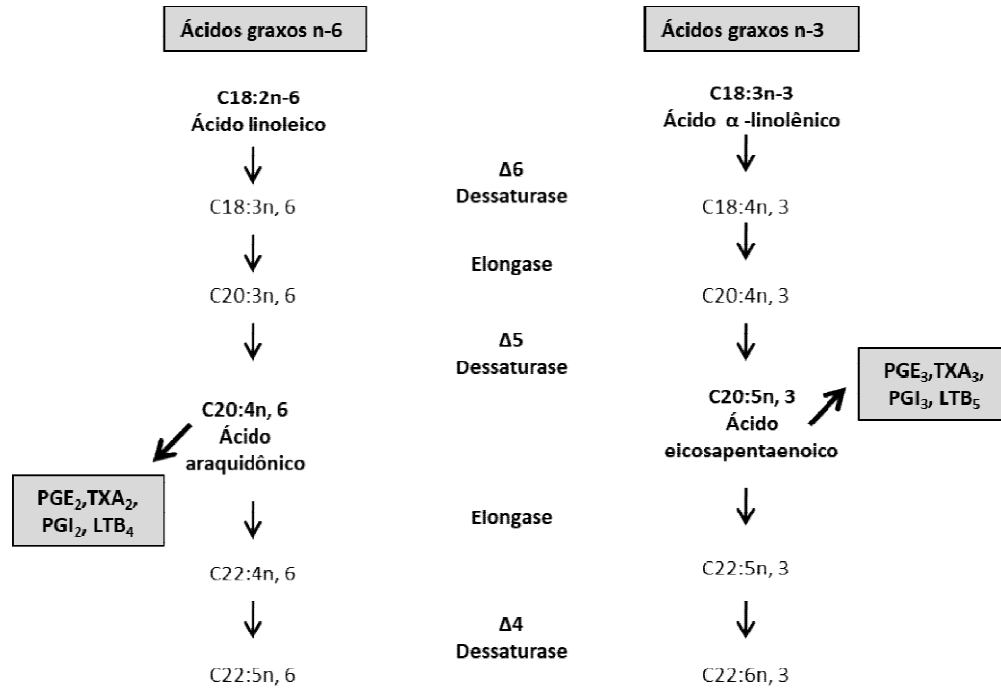 Ácidos graxos n-6
Ácidos graxos n-3
C18:2n-6
Ácido linoleico
C18:3n-3
Ácido α -linolênico
Δ6
Dessaturase
C18:3n, 6
C18:4n, 3
Elongase
C20:3n, 6
C20:4n, 3
Δ5
Dessaturase
C20:4n, 6
Ácido
araquidônico
C20:5n, 3
Ácido
eicosapentaenoico
PGE₃,TXA₃,
PGI₃, LTB₅
PGE₂,TXA₂,
PGI₂, LTB₄
Elongase
C22:4n, 6
C22:5n, 3
Δ4
Dessaturase
C22:5n, 6
C22:6n, 3